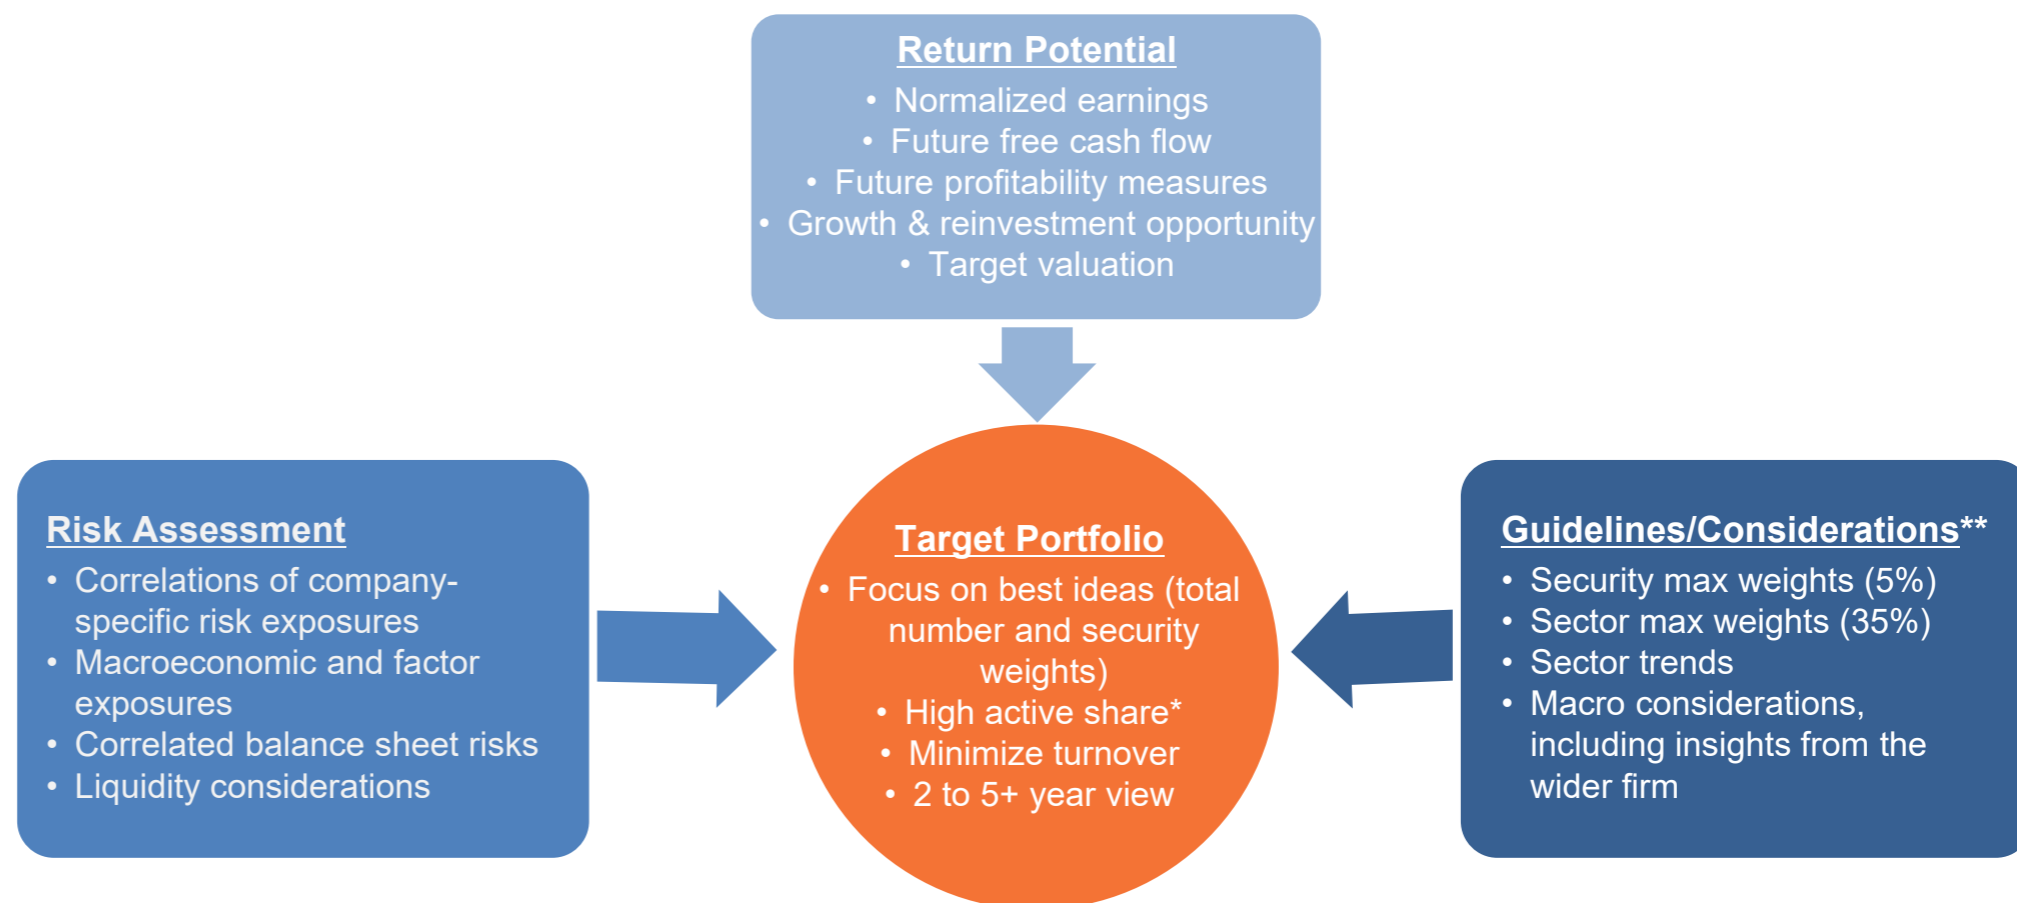 Return Potential
• Normalized earnings
• Future free cash flow
• Future profitability measures
• Growth & reinvestment opportunity
• Target valuation
Risk Assessment
• Correlations of company-
specific risk exposures
• Macroeconomic and factor
exposures
• Correlated balance sheet risks
• Liquidity considerations
Target Portfolio
• Focus on best ideas (total
number and security
weights)
• High active share*
• Minimize turnover
• 2 to 5+ year view
Guidelines/Considerations**
• Security max weights (5%)
• Sector max weights (35%)
• Sector trends
• Macro considerations,
including insights from the
wider firm